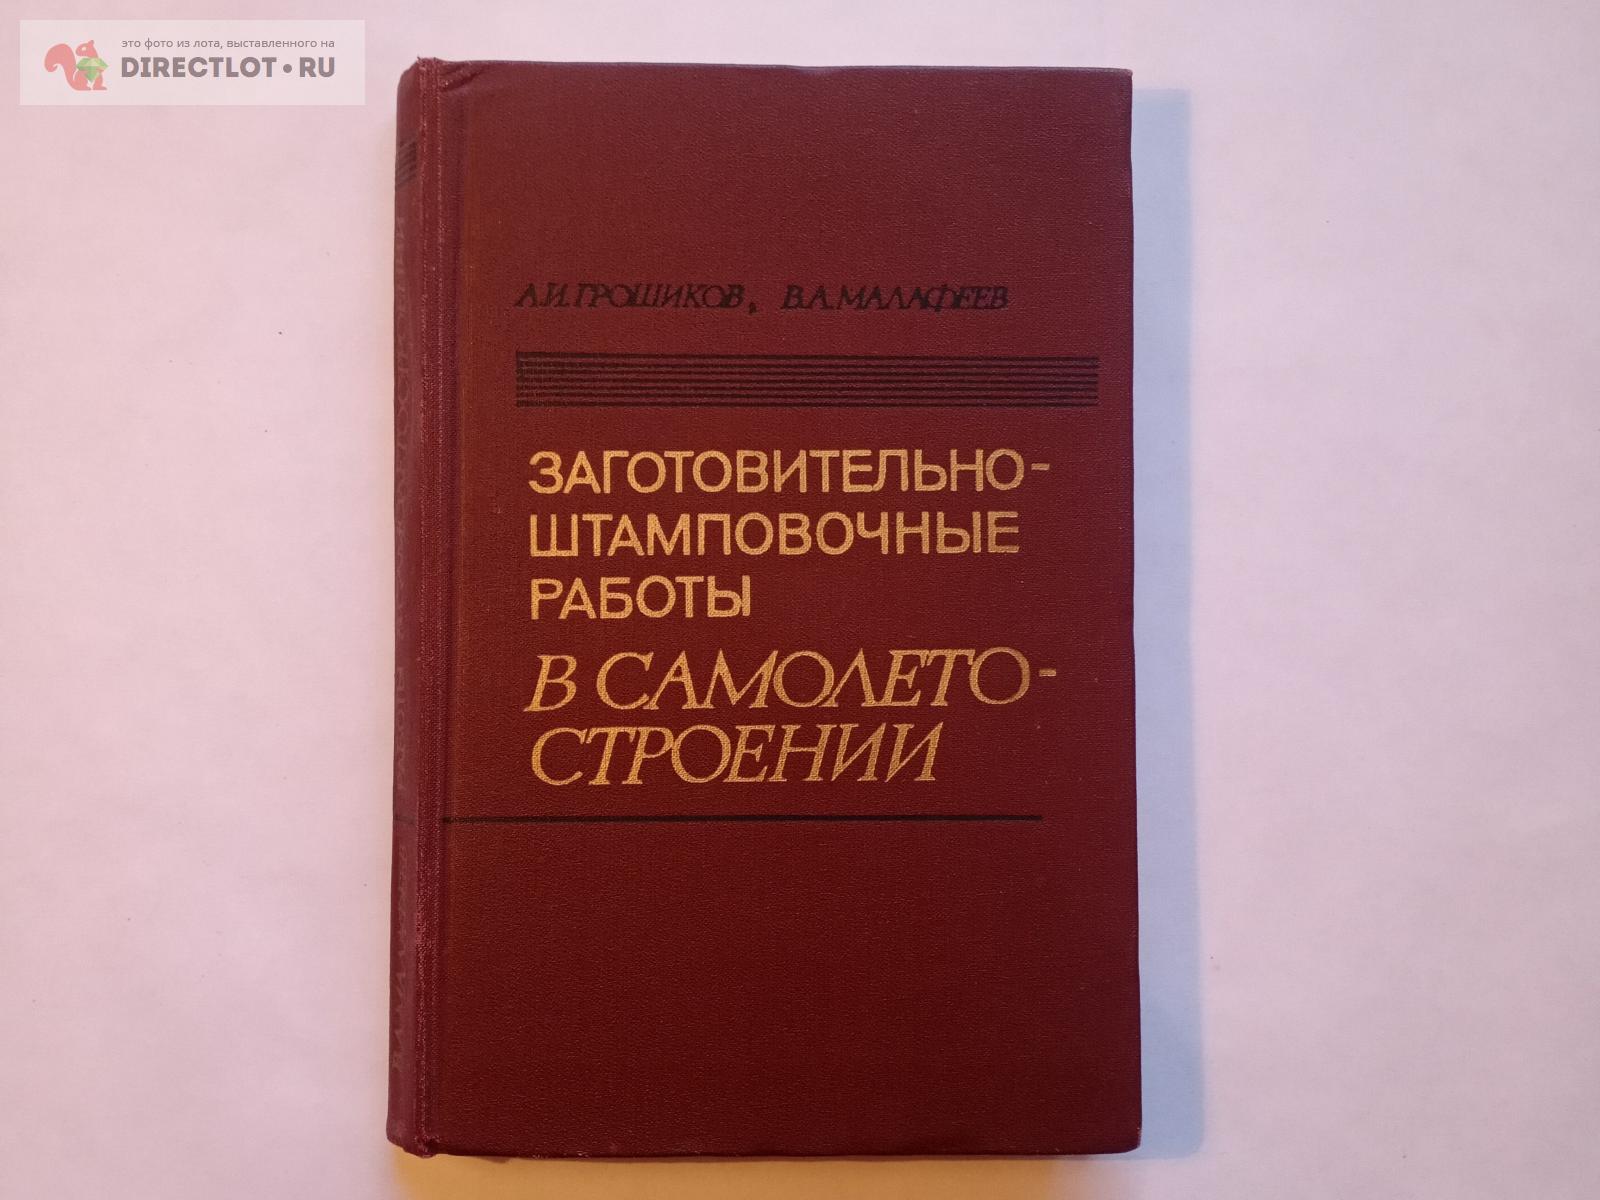 это фото из лота, выставленного на
DIRECTLOT•RU
А.И.ГРОШИКОВ, В.А.МАЛАФЕЕВ
ЗАГОТОВИТЕЛЬНО-
ШТАМПОВОЧНЫЕ
РАБОТЫ
В САМОЛЕТО-
СТРОЕНИИ